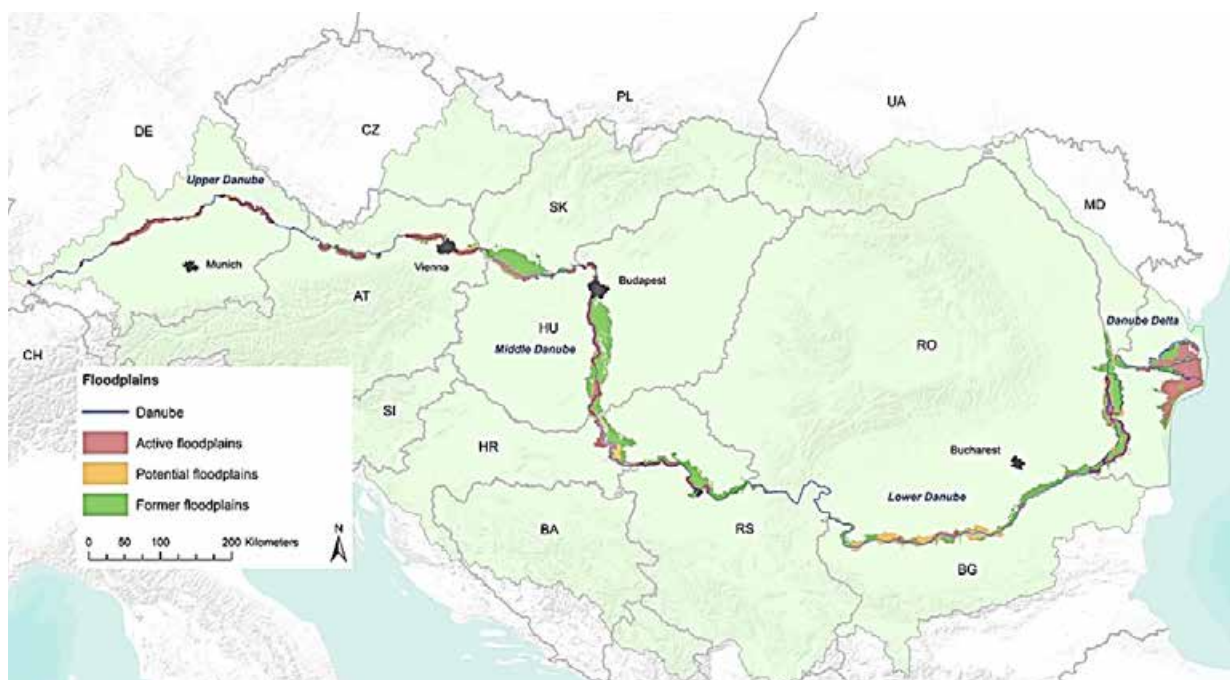 PL
UA
DE
CZ
Upper Danube
MD
SK
Munich
Vienna
Budapest
AT
Danube Delta
HU
Middle Danube
RO
CH
Floodplains
Danube
Active floodplains
Potential floodplains
Former floodplains
0 50 100 200 Kilometers
N
SI
HR
Bucharest
Lower Danube
BA
RS
BG